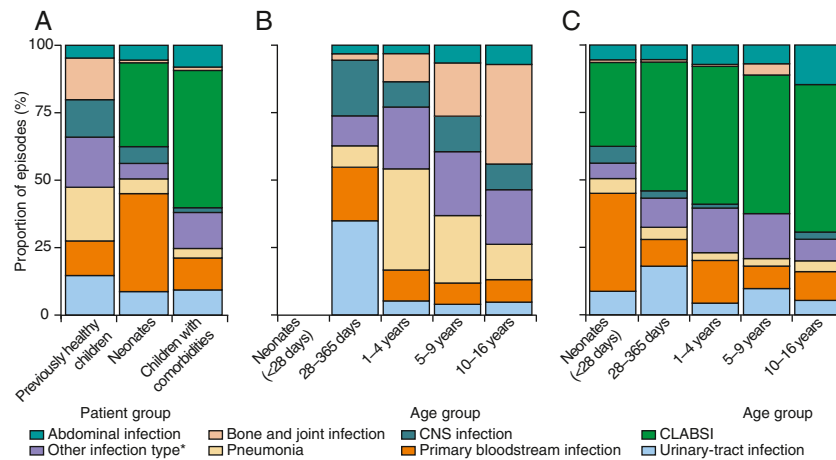 A
B
C
Proportion of episodes (%)
100
75
50
25
0
Previously healthy
children
Neonates
Children with
comorbidities
Neonates
(<28 days)
28–365 days
1–4 years
5–9 years
10–16 years
Neonates
(<28 days)
28–365 days
1–4 years
5–9 years
10–16 years
Patient group
Age group
Age group
Abdominal infection
Bone and joint infection
CNS infection
CLABSI
Other infection type*
Pneumonia
Primary bloodstream infection
Urinary-tract infection